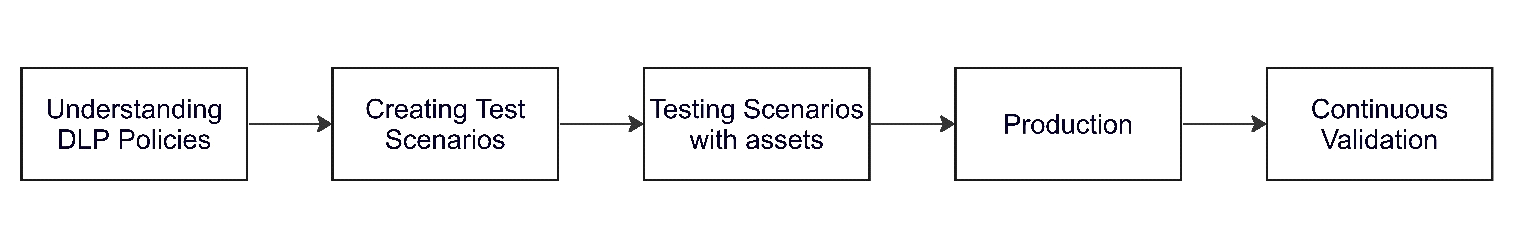 Understanding
DLP Policies
Creating Test
Scenarios
Testing Scenarios
with assets
Production
Continuous
Validation